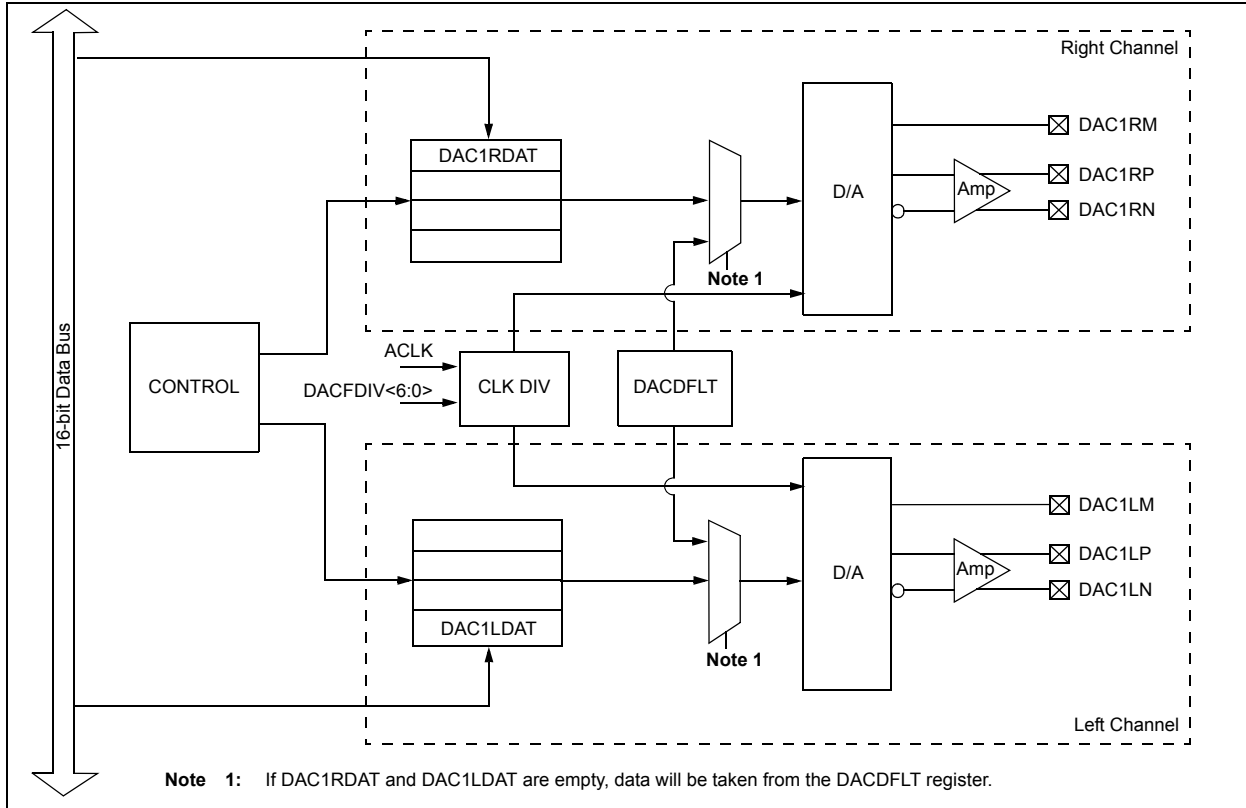 Right Channel
DAC1RDAT
D/A
Amp
DAC1RM
DAC1RP
DAC1RN
Note 1
16-bit Data Bus
CONTROL
ACLK
DACFDIV<6:0>
CLK DIV
DACDFLT
DAC1LDAT
D/A
Amp
DAC1LM
DAC1LP
DAC1LN
Note 1
Left Channel
Note 1: If DAC1RDAT and DAC1LDAT are empty, data will be taken from the DACDFLT register.